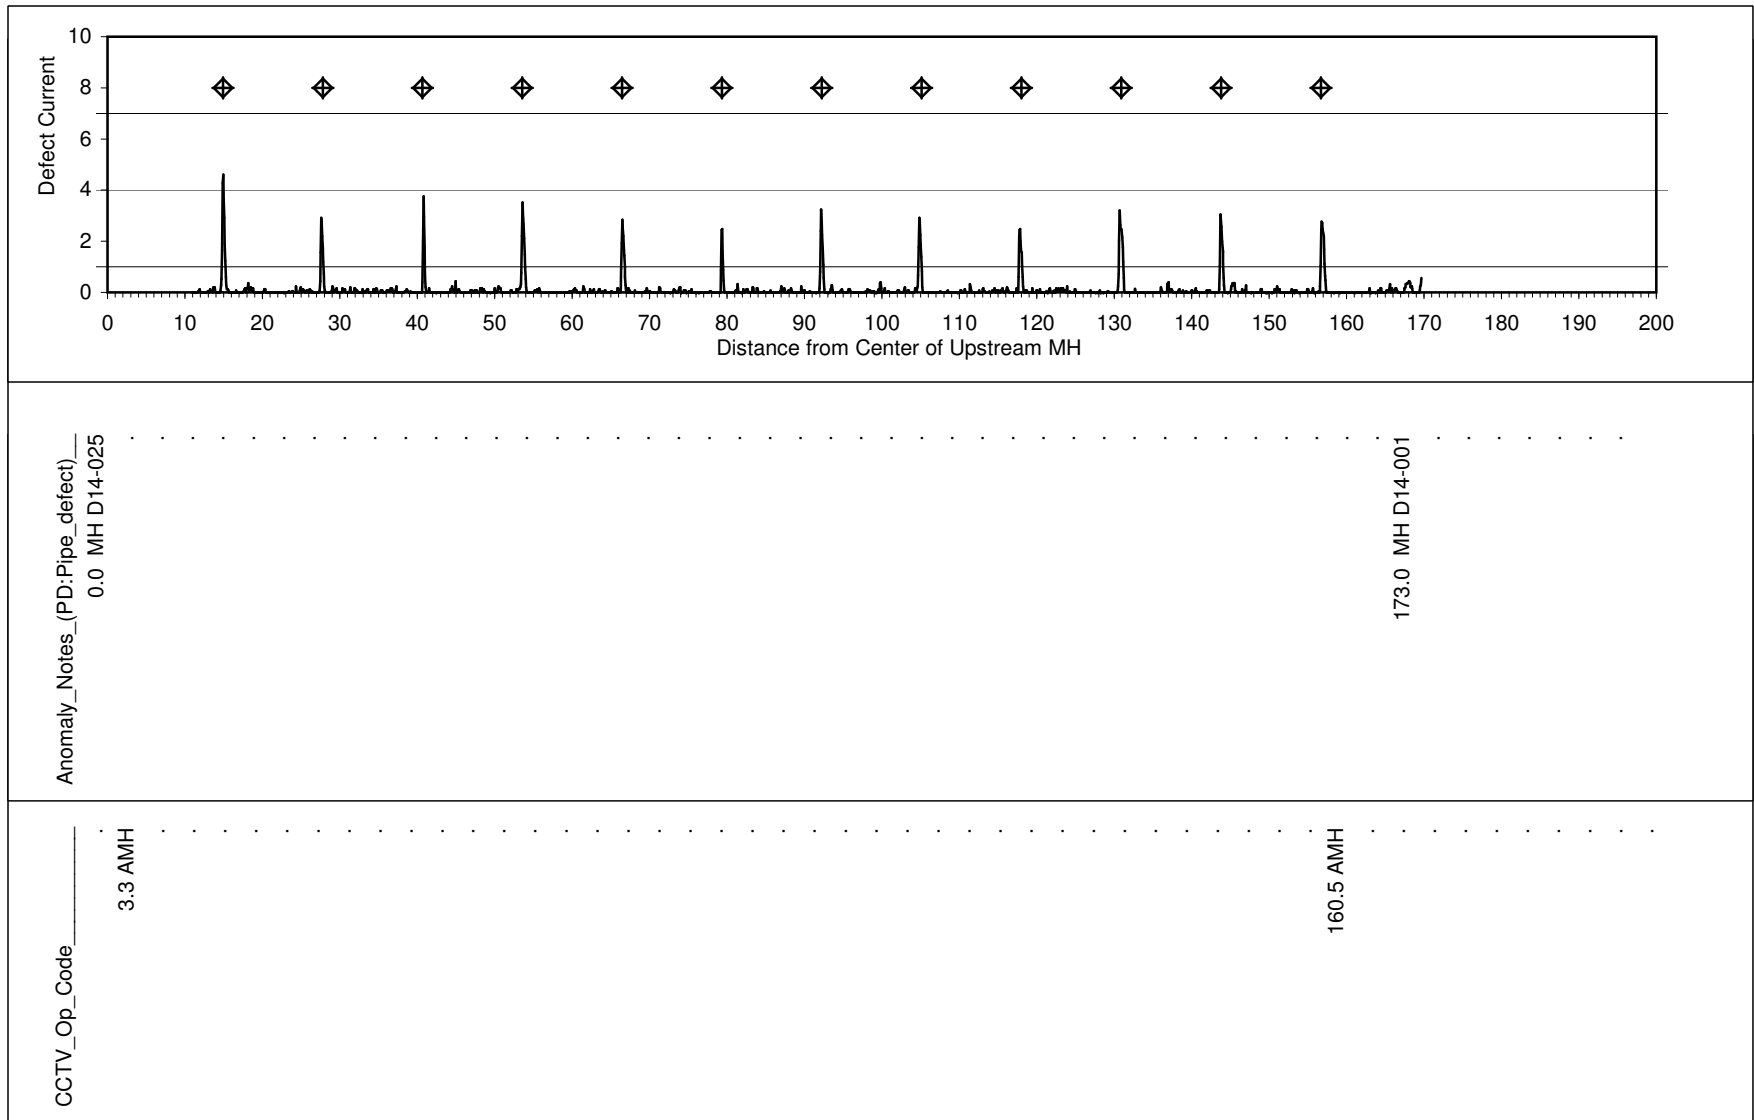 10
8
6
4
2
0
Defect Current
0 10 20 30 40 50 60 70 80 90 100 110 120 130 140 150 160 170 180 190 200
Distance from Center of Upstream MH
Anomaly_Notes_(PD:Pipe_defect)__
0.0 MH D14-025
173.0 MH D14-001
CCTV_Op_Code___________
3.3 AMH
160.5 AMH